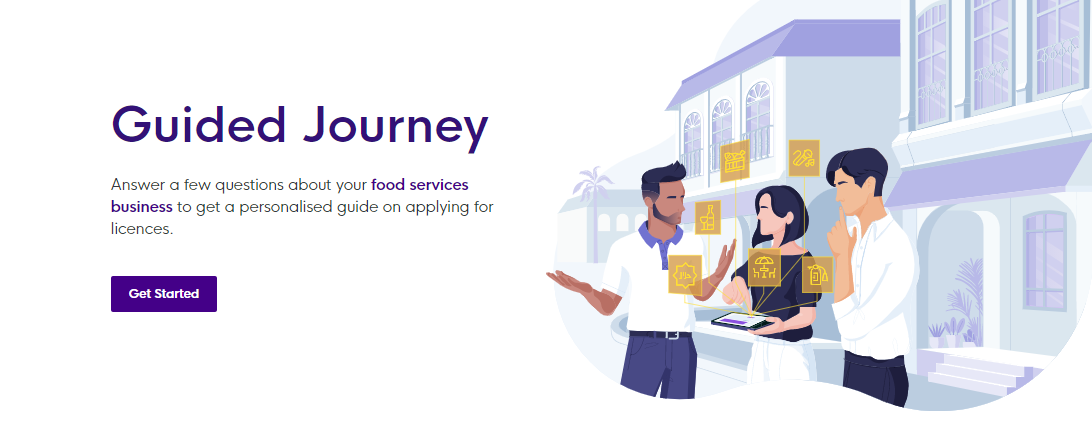 Guided Journey
Answer a few questions about your food services
business to get a personalised guide on applying for
licences.
Get Started